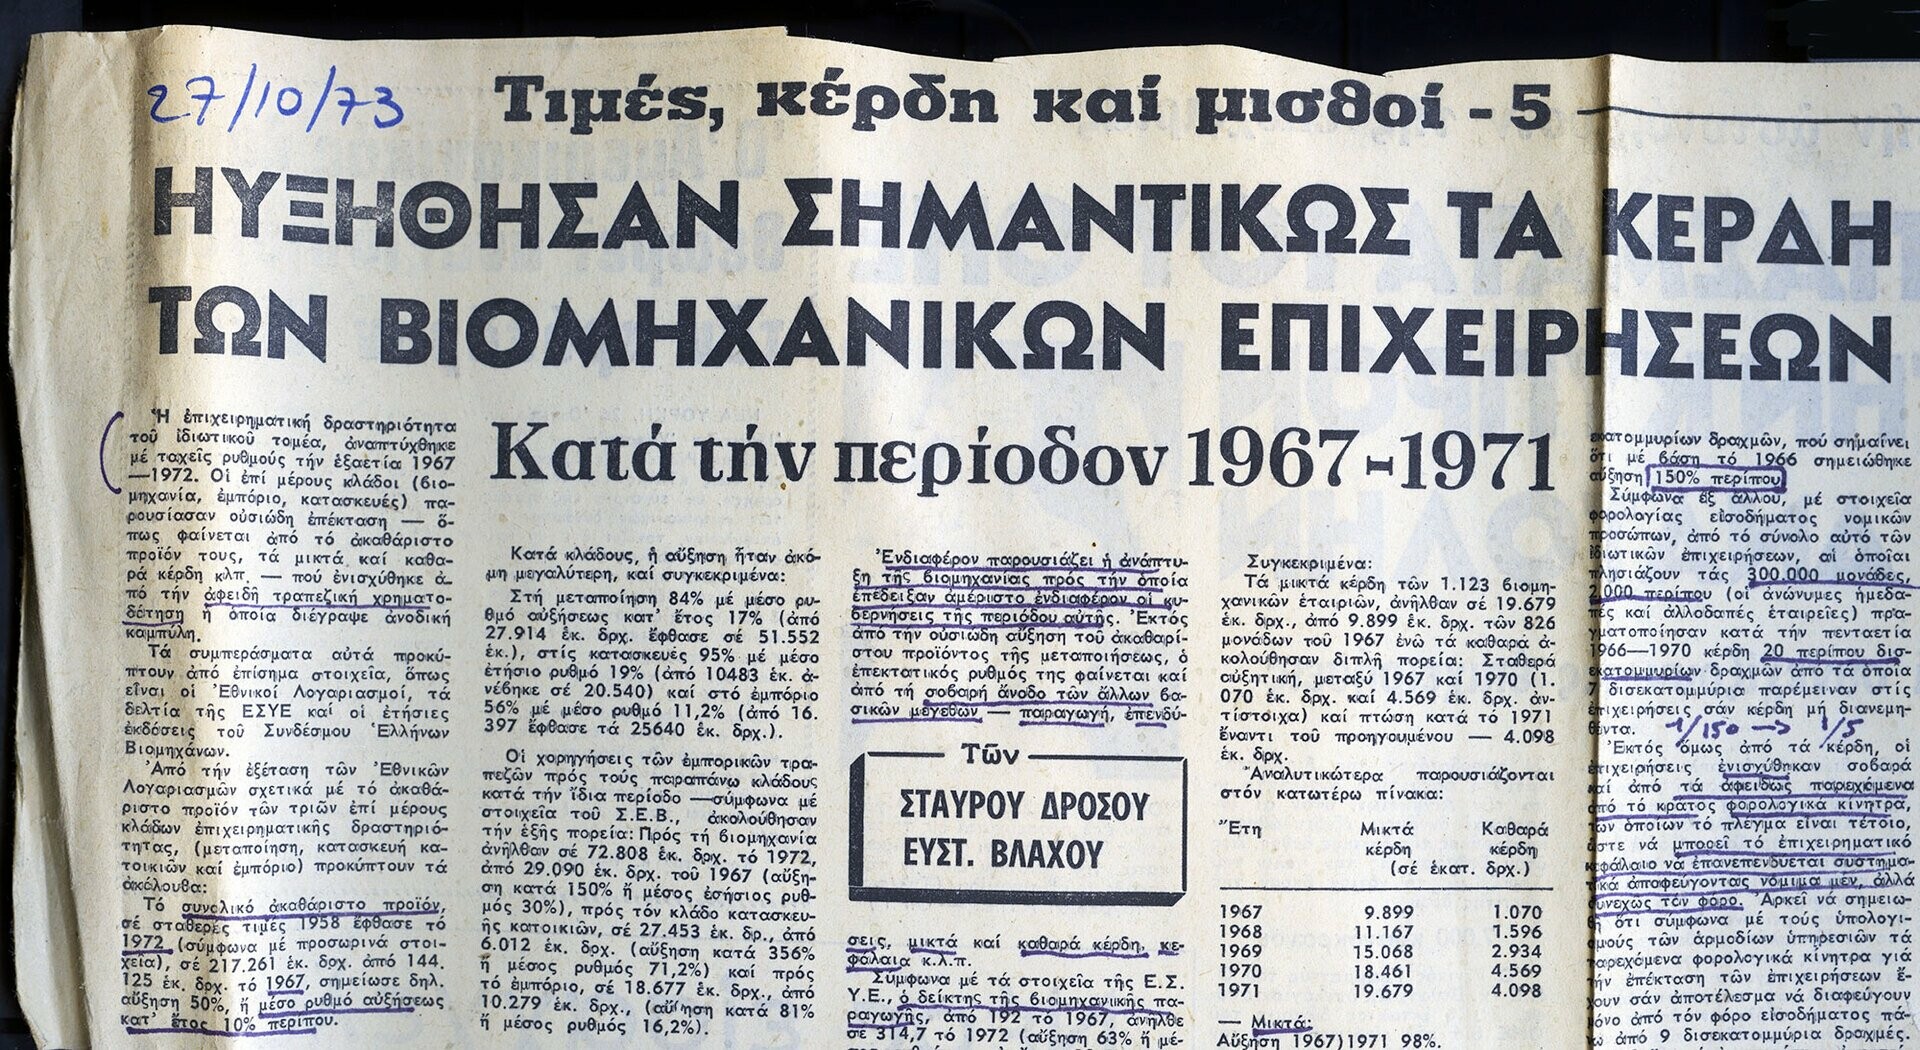 27/10/73
Τιμές, κέρδη καί μισθοί - 5
ΗΥΞΗΘΗΣΑΝ ΣΗΜΑΝΤΙΚΩΣ ΤΑ ΚΕΡΔΗ
ΤΩΝ ΒΙΟΜΗΧΑΝΙΚΩΝ ΕΠΙΧΕΙΡΗΣΕΩΝ
Κατά τήν περίοδον 1967-1971
Ἡ ἐπιχειρηματική δραστηριότητα
τοῦ ἰδιωτικοῦ τομέα, ἀναπτύχθηκε
μέ ταχεῖς ρυθμούς τήν ἑξαετία 1967
—1972. Οἱ ἐπί μέρους κλάδοι (βιο-
μηχανία, ἐμπόριο, κατασκευές) πα-
ρουσίασαν οὐσιώδη ἐπέκταση — ὅ-
πως φαίνεται ἀπό τό ἀκαθάριστο
προϊόν τους, τά μικτά καί καθα-
ρά κέρδη κλπ. — πού ἐνισχύθηκε ἀ-
πό τήν ἀφειδῆ τραπεζική χρηματο-
δέτηση ἡ ὁποία διέγραψε ἀνοδική
καμπύλη.
Τά συμπεράσματα αὐτά προκύ-
πτουν ἀπό ἐπίσημα στοιχεῖα, ὅπως
εἶναι οἱ Ἐθνικοί Λογαριασμοί, τά
δελτία τῆς ΕΣΥΕ καί οἱ ἐτήσιες
ἐκδόσεις τοῦ Συνδέσμου Ἑλλήνων
Βιομηχάνων.
Ἀπό τήν ἐξέταση τῶν Ἐθνικῶν
Λογαριασμῶν σχετικά μέ τό ἀκαθά-
ριστο προϊόν τῶν τριῶν ἐπί μέρους
κλάδων ἐπιχειρηματικῆς δραστηριό-
τητας, (μεταποίηση, κατασκευή κα-
τοικιῶν καί ἐμπόριο) προκύπτουν τά
ἀκόλουθα:
Τό συνολικό ἀκαθάριστο προϊόν,
σέ σταθερές τιμές 1958 ἔφθασε τό
1972 (σύμφωνα μέ προσωρινά στοι-
χεῖα), σέ 217.261 ἑκ. δρχ. ἀπό 144.
125 ἑκ. δρχ. τό 1967, σημείωσε δηλ.
αὔξηση 50%, ἤ μέσο ρυθμό αὐξήσεως
κατ' ἔτος 10% περίπου.
Κατά κλάδους, ἡ αὔξηση ἦταν ἀκό-
μη μεγαλύτερη, καί συγκεκριμένα:
Στή μεταποίηση 84% μέ μέσο ρυ-
θμό αὐξήσεως κατ' ἔτος 17% (ἀπό
27.914 ἑκ. δρχ. ἔφθασε σέ 51.552
ἑκ.), στίς κατασκευές 95% μέ μέσο
ἐτήσιο ρυθμό 19% (ἀπό 10483 ἑκ. ἀ-
νέβηκε σέ 20.540) καί στό ἐμπόριο
56% μέ μέσο ρυθμό 11,2% (ἀπό 16.
397 ἔφθασε τά 25640 ἑκ. δρχ.).
Οἱ χορηγήσεις τῶν ἐμπορικῶν τρα-
πεζῶν πρός τούς παραπάνω κλάδους
κατά τήν ἴδια περίοδο —σύμφωνα μέ
στοιχεῖα τοῦ Σ.Ε.Β., ἀκολούθησαν
τήν ἑξῆς πορεία: Πρός τή βιομηχανία
ἀνῆλθαν σέ 72.808 ἑκ. δρχ. τό 1972,
ἀπό 29.090 ἑκ. δρχ. τοῦ 1967 (αὔξη-
ση κατά 150% ἤ μέσος ἐσήσιος ρυθ-
μός 30%), πρός τόν κλάδο κατασκευ-
ῆς κατοικιῶν, σέ 27.453 ἑκ. δρ., ἀπό
6.012 ἑκ. δρχ. (αὔξηση κατά 356%
ἤ μέσος ρυθμός 71,2%) καί πρός
τό ἐμπόριο, σέ 18.677 ἑκ. δρχ., ἀπό
10.279 ἑκ. δρχ., (αὔξηση κατά 81%
ἤ μέσος ρυθμός 16,2%).
Ἐνδιαφέρον παρουσιάζει ἡ ἀνάπτυ-
ξη τῆς βιομηχανίας πρός τήν ὁποία
ἐπέδειξαν ἀμέριστο ἐνδιαφέρον οἱ κυ-
βερνήσεις τῆς περιόδου αὐτῆς. Ἐκτός
ἀπό τήν οὐσιώδη αὔξηση τοῦ ἀκαθαρί-
στου προϊόντος τῆς μεταποιήσεως, ὁ
ἐπεκτατικός ρυθμός της φαίνεται καί
ἀπό τή σοβαρή ἄνοδο τῶν ἄλλων βα-
σικῶν μεγεθῶν — παραγωγή, ἐπενδύ-
Τῶν
ΣΤΑΥΡΟΥ ΔΡΟΣΟΥ
ΕΥΣΤ. ΒΛΑΧΟΥ
σεις, μικτά καί καθαρά κέρδη, κε-
φάλαια κ.λ.π.
Σύμφωνα μέ τά στοιχεῖα τῆς Ε.Σ.
Υ.Ε., ὁ δείκτης τῆς βιομηχανικῆς πα-
ραγωγῆς, ἀπό 192 τό 1967, ἀνῆλθε
σέ 314,7 τό 1972 (αὔξηση 63% ἤ μέ-
Συγκεκριμένα:
Τά μικτά κέρδη τῶν 1.123 βιομη-
χανικῶν ἑταιριῶν, ἀνῆλθαν σέ 19.679
ἑκ. δρχ., ἀπό 9.899 ἑκ. δρχ. τῶν 826
μονάδων τοῦ 1967 ἐνῶ τά καθαρά ἀ-
κολούθησαν διπλῆ πορεία: Σταθερά
αὐξητική, μεταξύ 1967 καί 1970 (1.
070 ἑκ. δρχ. καί 4.569 ἑκ. δρχ. ἀν-
τίστοιχα) καί πτώση κατά τό 1971
ἔναντι τοῦ προηγουμένου — 4.098
ἑκ. δρχ.
Ἀναλυτικώτερα παρουσιάζονται
στόν κατωτέρω πίνακα:
Ἔτη Μικτά Καθαρά
κέρδη κέρδη
(σέ ἑκατ. δρχ.)
1967 9.899 1.070
1968 11.167 1.596
1969 15.068 2.934
1970 18.461 4.569
1971 19.679 4.098
— Μικτά:
Αὔξηση 1967)1971 98%.
ἑκατομμυρίων δραχμῶν, πού σημαίνει
ὅτι μέ βάση τό 1966 σημειώθηκε
αὔξηση 150% περίπου
Σύμφωνα ἐξ ἄλλου, μέ στοιχεῖα
φορολογίας εἰσοδήματος νομικῶν
προσώπων, ἀπό τό σύνολο αὐτό τῶν
ἰδιωτικῶν ἐπιχειρήσεων, αἱ ὁποῖαι
πλησιάζουν τάς 300.000 μονάδες,
2.000 περίπου (οἱ ἀνώνυμες ἡμεδα-
πές καί ἀλλοδαπές ἑταιρεῖες) πρα-
γματοποίησαν κατά τήν πενταετία
1966—1970 κέρδη 20 περίπου δισ-
εκατομμυρίων δραχμῶν ἀπό τά ὁποῖα
7 δισεκατομμύρια παρέμειναν στίς
ἐπιχειρήσεις σάν κέρδη μή διανεμη-
θέντα.
1/150 → 1/5
Ἐκτός ὅμως ἀπό τά κέρδη, οἱ
ἐπιχειρήσεις ἐνισχύθηκαν σοβαρά
καί ἀπό τά ἀφειδῶς παρεχόμενα
ἀπό τό κράτος φορολογικά κίνητρα,
τῶν ὁποίων τό πλέγμα εἶναι τέτοιο,
ὥστε νά μπορεῖ τό ἐπιχειρηματικό
κεφάλαιο νά ἐπανεπενδύεται συστημα-
τικά ἀποφεύγοντας νόμιμα μέν, ἀλλά
συνεχῶς τόν φόρο. Ἀρκεῖ νά σημειω-
θῆ ὅτι σύμφωνα μέ τούς ὑπολογι-
σμούς τῶν ἁρμοδίων ὑπηρεσιῶν τά
παρεχόμενα φορολογικά κίνητρα γιά
τήν ἐπέκταση τῶν ἐπιχειρήσεων ἔ-
χουν σάν ἀποτέλεσμα νά διαφεύγουν
μόνο ἀπό τόν φόρο εἰσοδήματος πά-
νω ἀπό 9 δισεκατομμύρια δραχμές.